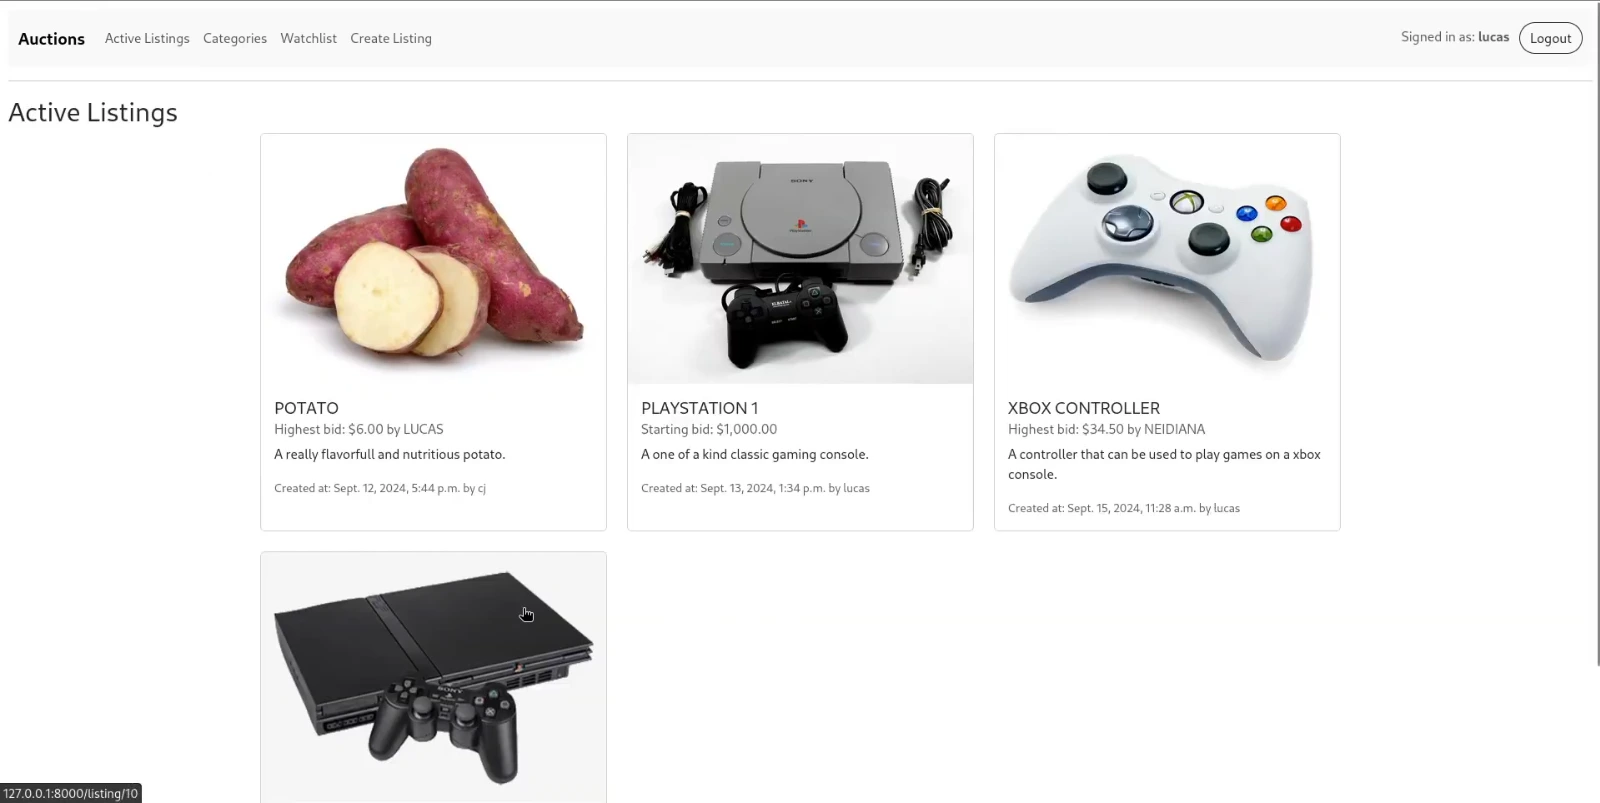 Auctions Active Listings Categories Watchlist Create Listing Signed in as: lucas Logout
Active Listings
SONY
PlayStation
POTATO
Highest bid: $6.00 by LUCAS
A really flavorfull and nutritious potato.
Created at: Sept. 12, 2024, 5:44 p.m. by cj
PLAYSTATION 1
Starting bid: $1,000.00
A one of a kind classic gaming console.
Created at: Sept. 13, 2024, 1:34 p.m. by lucas
XBOX CONTROLLER
Highest bid: $34.50 by NEIDIANA
A controller that can be used to play games on a xbox
console.
Created at: Sept. 15, 2024, 11:28 a.m. by lucas
SONY
127.0.0.1:8000/listing/10